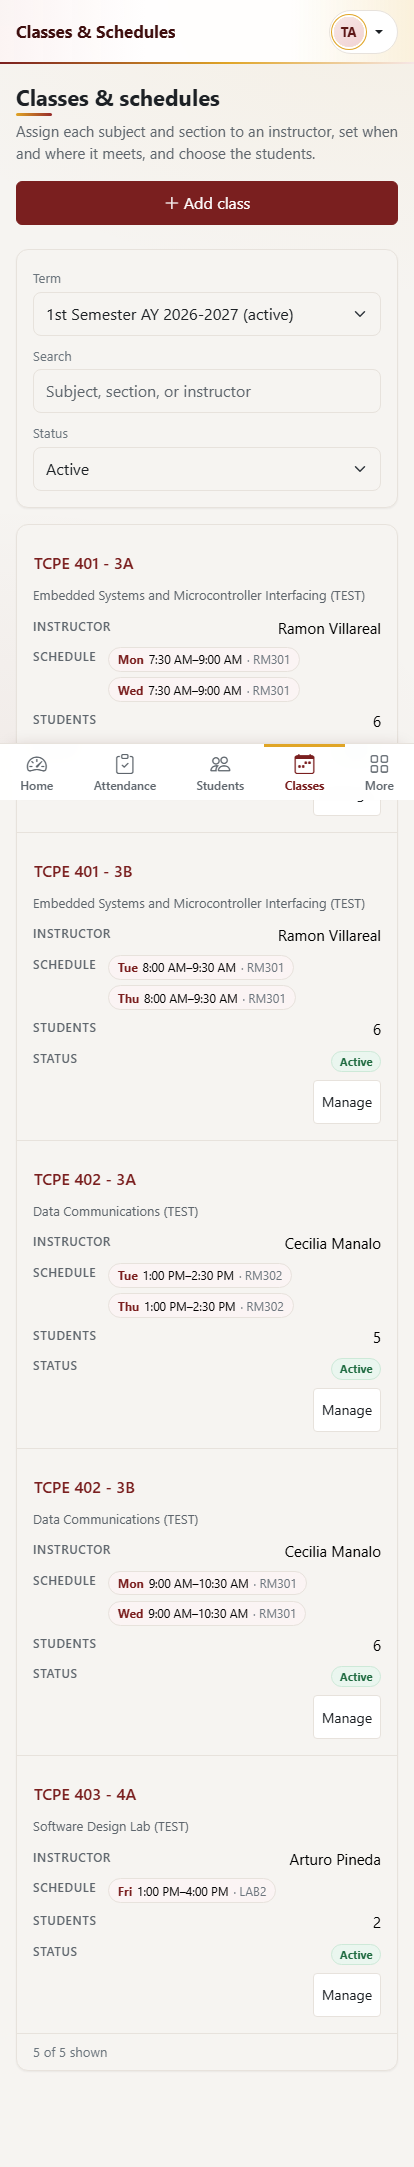 Classes & Schedules
TA
Classes & schedules
Assign each subject and section to an instructor, set when
and where it meets, and choose the students.
+ Add class
Term
1st Semester AY 2026-2027 (active)
Search
Subject, section, or instructor
Status
Active
TCPE 401 - 3A
Embedded Systems and Microcontroller Interfacing (TEST)
INSTRUCTOR Ramon Villareal
SCHEDULE Mon 7:30 AM–9:00 AM · RM301
Wed 7:30 AM–9:00 AM · RM301
STUDENTS 6
Home Attendance Students Classes More
TCPE 401 - 3B
Embedded Systems and Microcontroller Interfacing (TEST)
INSTRUCTOR Ramon Villareal
SCHEDULE Tue 8:00 AM–9:30 AM · RM301
Thu 8:00 AM–9:30 AM · RM301
STUDENTS 6
STATUS Active
Manage
TCPE 402 - 3A
Data Communications (TEST)
INSTRUCTOR Cecilia Manalo
SCHEDULE Tue 1:00 PM–2:30 PM · RM302
Thu 1:00 PM–2:30 PM · RM302
STUDENTS 5
STATUS Active
Manage
TCPE 402 - 3B
Data Communications (TEST)
INSTRUCTOR Cecilia Manalo
SCHEDULE Mon 9:00 AM–10:30 AM · RM301
Wed 9:00 AM–10:30 AM · RM301
STUDENTS 6
STATUS Active
Manage
TCPE 403 - 4A
Software Design Lab (TEST)
INSTRUCTOR Arturo Pineda
SCHEDULE Fri 1:00 PM–4:00 PM · LAB2
STUDENTS 2
STATUS Active
Manage
5 of 5 shown